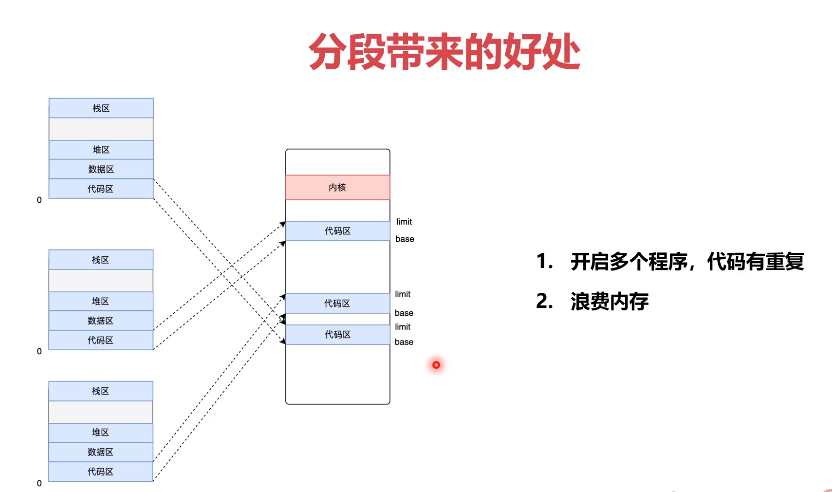 分段带来的好处
栈区
堆区
数据区
代码区
0
栈区
堆区
数据区
代码区
0
栈区
堆区
数据区
代码区
0
内核
代码区
limit
base
代码区
limit
base
代码区
limit
base
1. 开启多个程序，代码有重复
2. 浪费内存